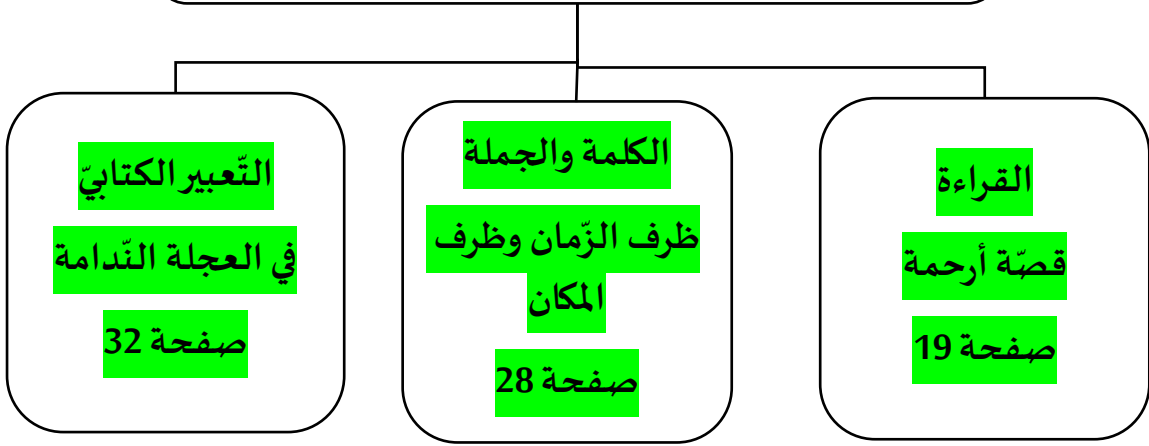 القراءة
قصّة أرحمة
صفحة 19
الكلمة والجملة
ظرف الزّمان وظرف
المكان
صفحة 28
التّعبير الكتابيّ
في العجلة النّدامة
صفحة 32